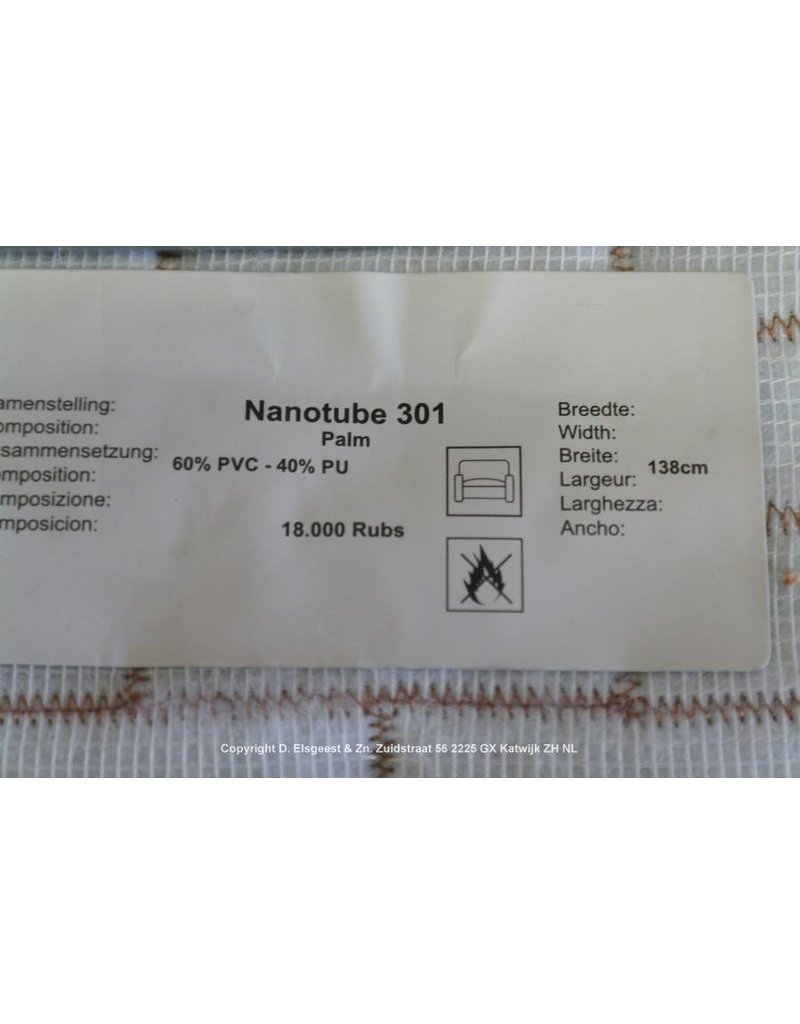 Nanotube 301
Palm
amenstelling:
omposition:
sammensetzung:
omposition:
mposizione:
mposicion:
60% PVC - 40% PU
18.000 Rubs
Breedte:
Width:
Breite:
Largeur:
Larghezza:
Ancho:
138cm
Copyright D. Elsgeest & Zn. Zuidstraat 56 2225 GX Katwijk ZH NL